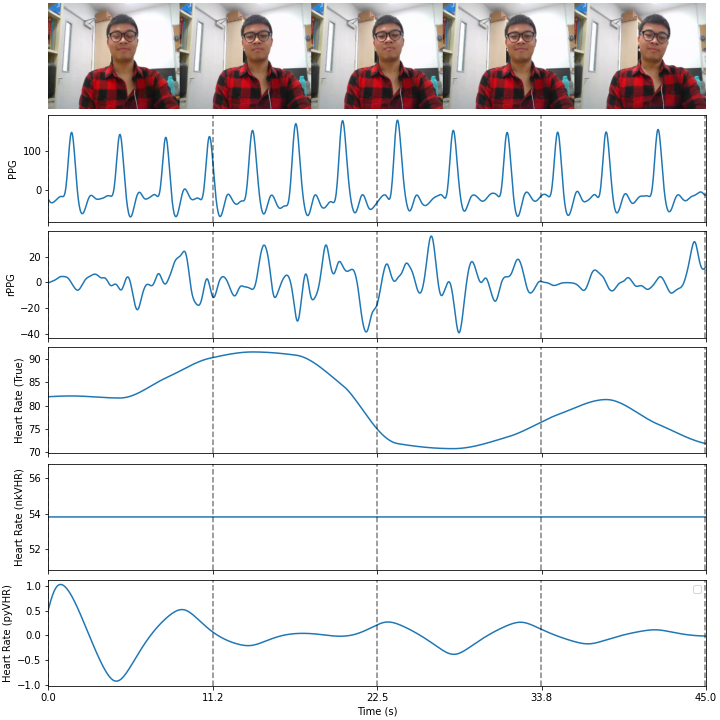 PPG
100
0
rPPG
20
0
−20
−40
Heart Rate (True)
90
85
80
75
70
Heart Rate (nkVHR)
56
54
52
Heart Rate (pyVHR)
1.0
0.5
0.0
−0.5
−1.0
0.0 11.2 22.5 33.8 45.0
Time (s)